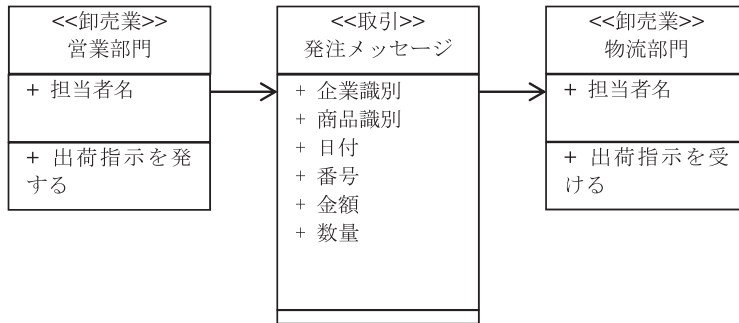 <<卸売業>>
営業部門
+ 担当者名
+ 出荷指示を発
する
<<取引>>
発注メッセージ
+ 企業識別
+ 商品識別
+ 日付
+ 番号
+ 金額
+ 数量
<<卸売業>>
物流部門
+ 担当者名
+ 出荷指示を受
ける